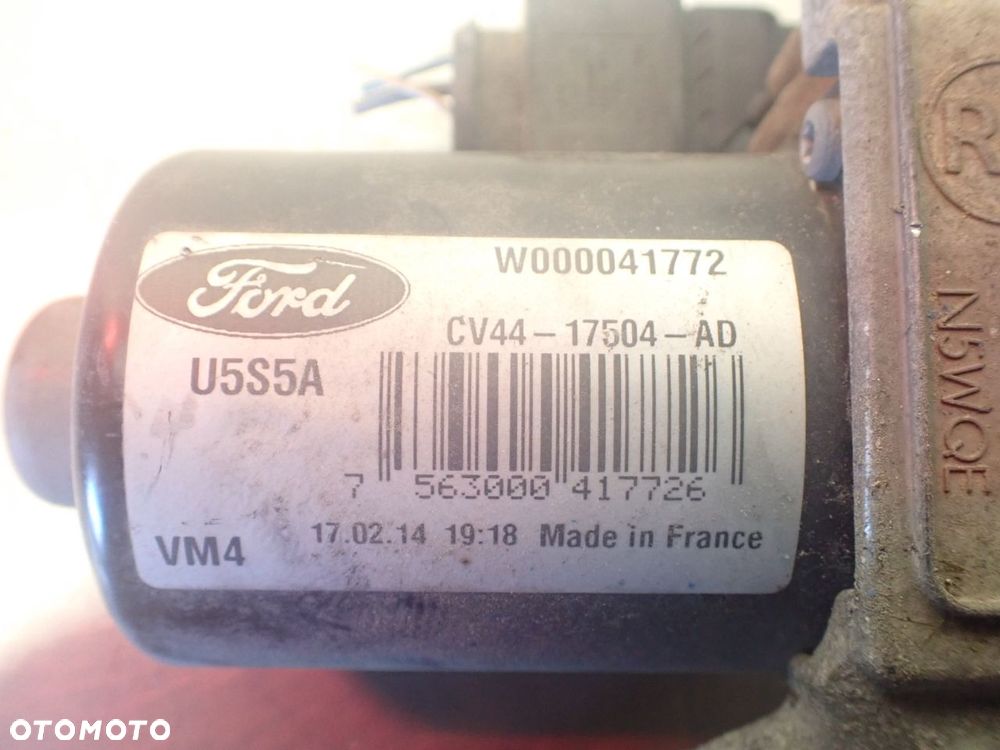 Ford
W000041772
CV44-17504-AD
U5S5A
7 563000 417726
VM4
17.02.14 19:18 Made in France
R
N5WQE
OTOMOTO